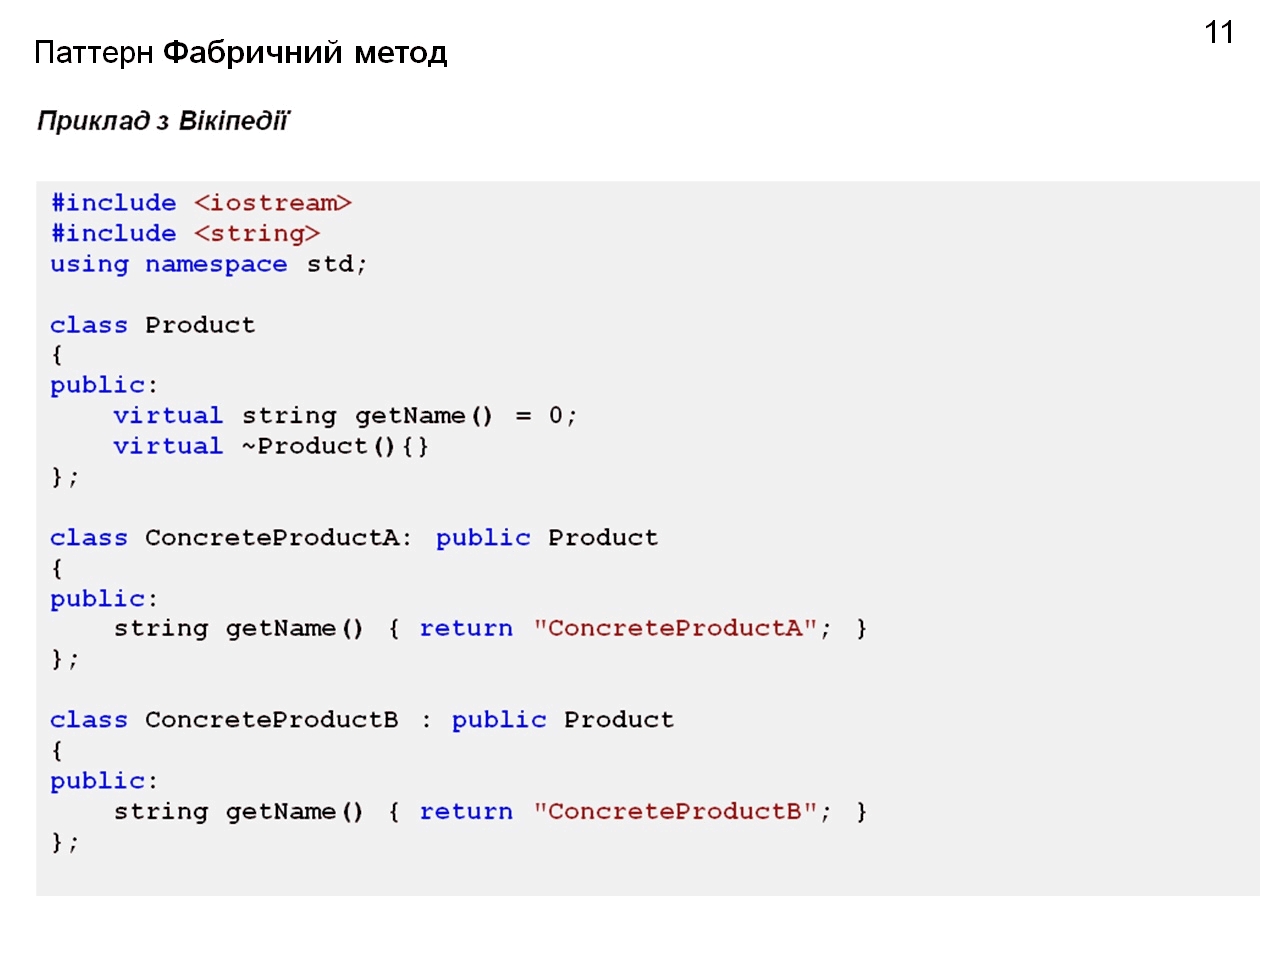 11
Паттерн Фабричний метод
Приклад з Вікіпедії
#include <iostream>
#include <string>
using namespace std;
class Product
{
public:
    virtual string getName() = 0;
    virtual ~Product(){}
};
class ConcreteProductA: public Product
{
public:
    string getName() { return "ConcreteProductA"; }
};
class ConcreteProductB : public Product
{
public:
    string getName() { return "ConcreteProductB"; }
};